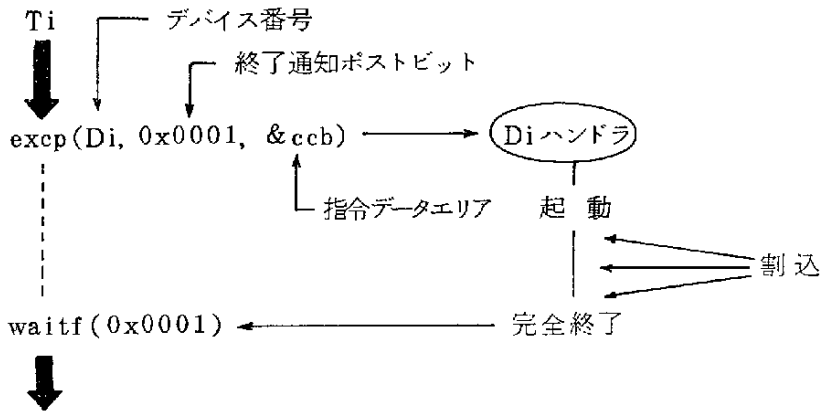 Ti
デバイス番号
終了通知ポストビット
excp(Di, 0x0001, &ccb)
Diハンドラ
指令データエリア
起動
割込
waitf(0x0001)
完全終了